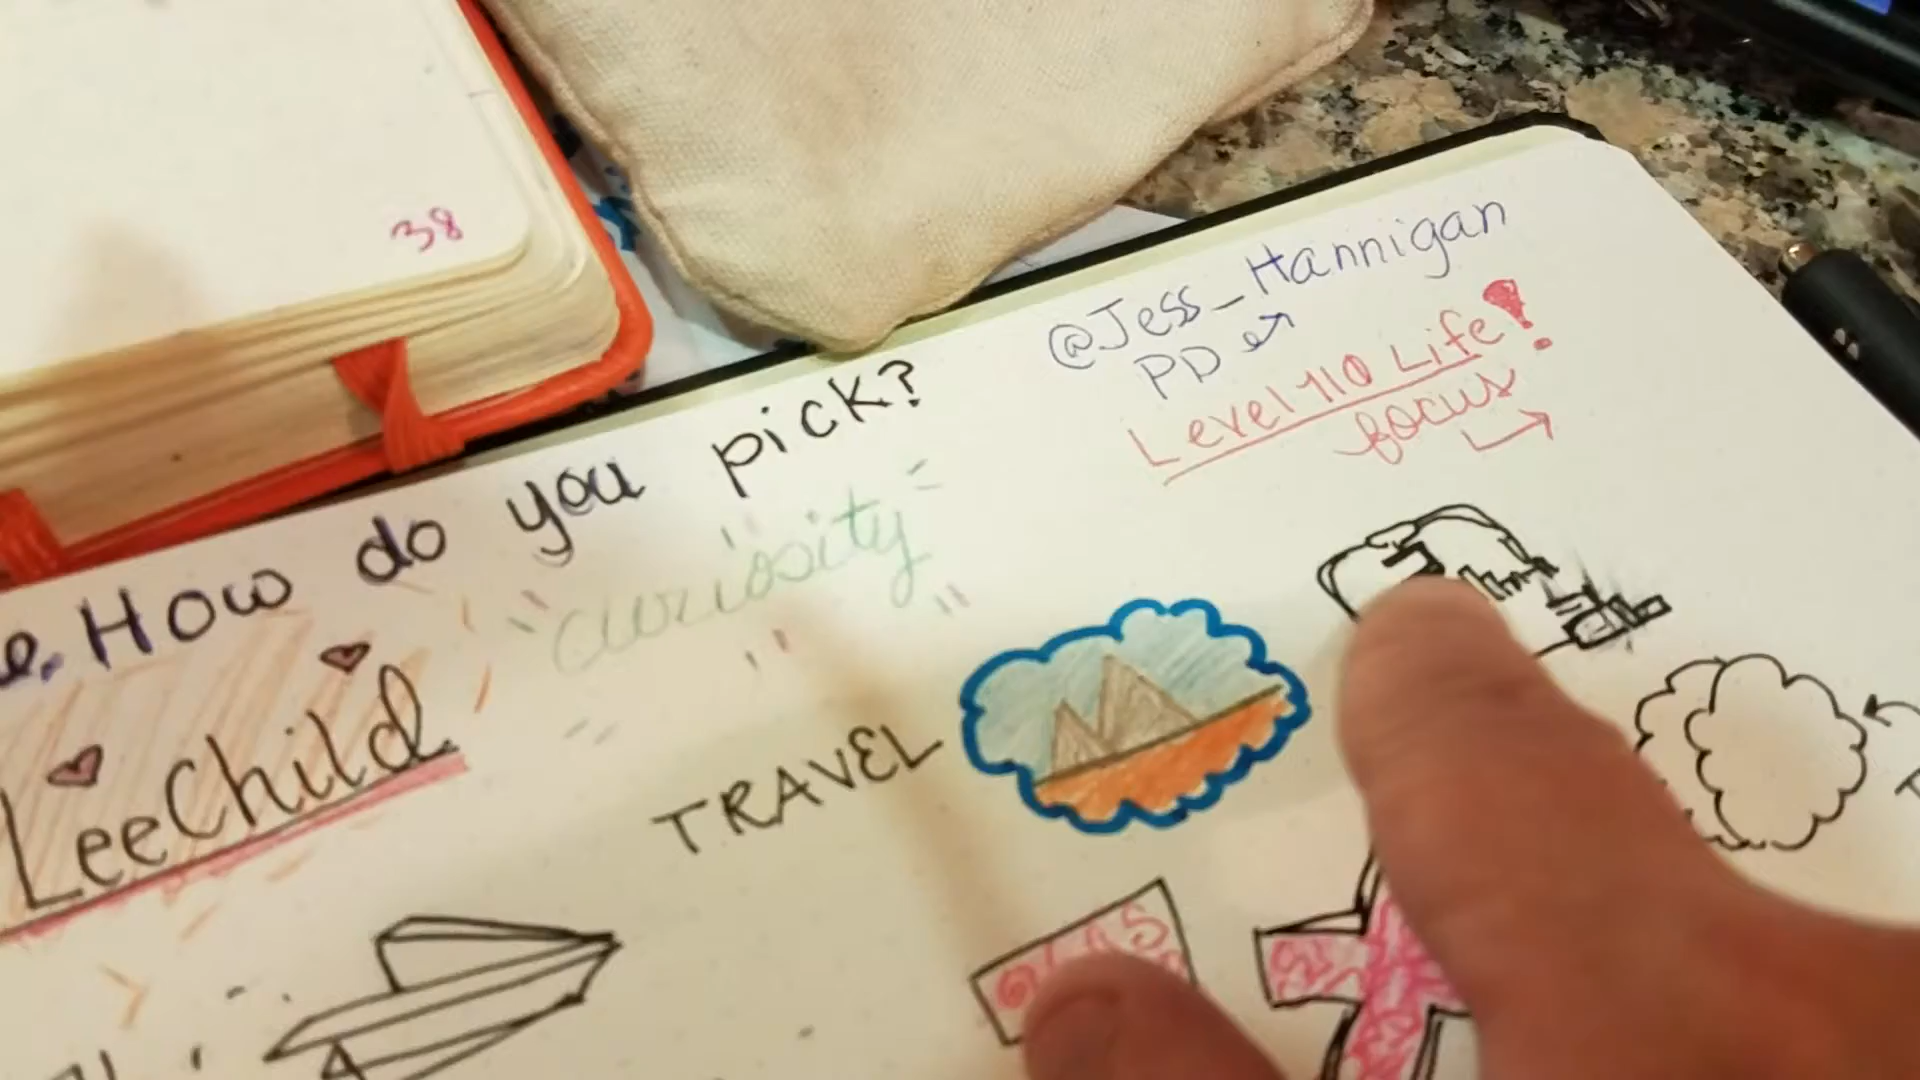 38
@Jess_Hannigan
PD
Level 10 Life!
focus
e. How do you pick?
"curiosity"
LeeChild
TRAVEL